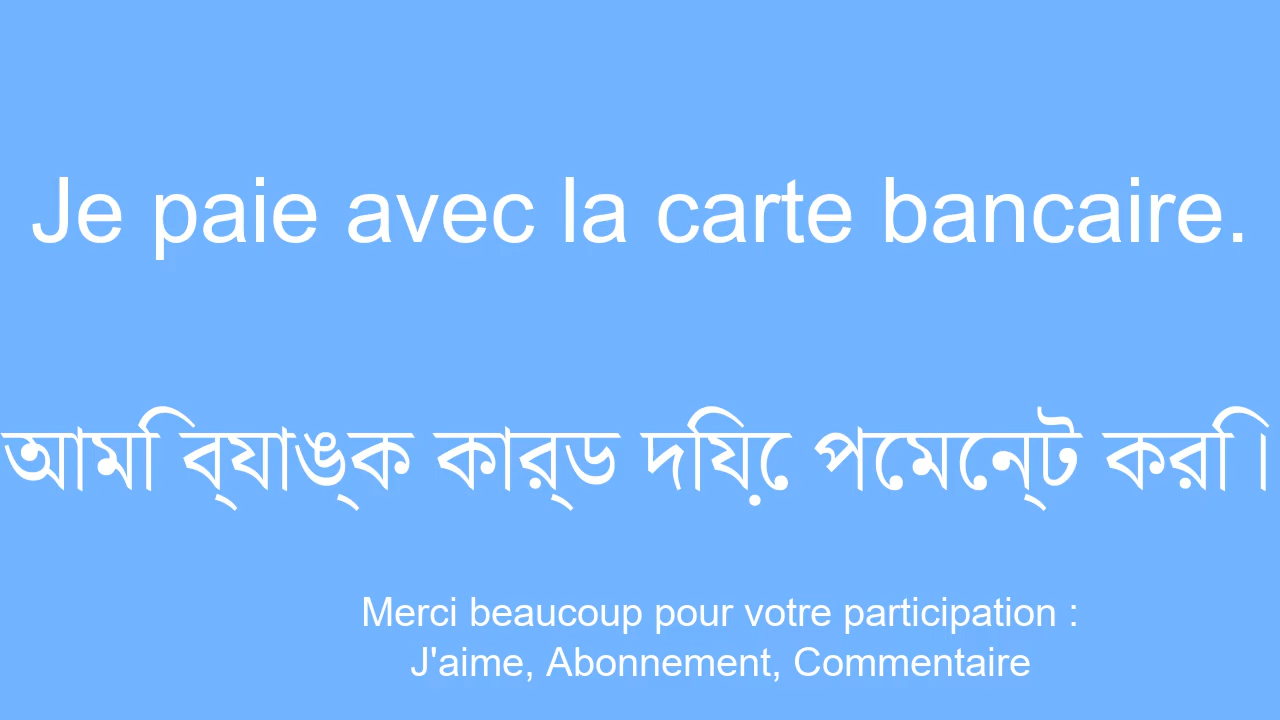 Je paie avec la carte bancaire.
আমি ব্যাঙ্ক কার্ড দিয়ে পেমেন্ট করি।
Merci beaucoup pour votre participation :
J'aime, Abonnement, Commentaire